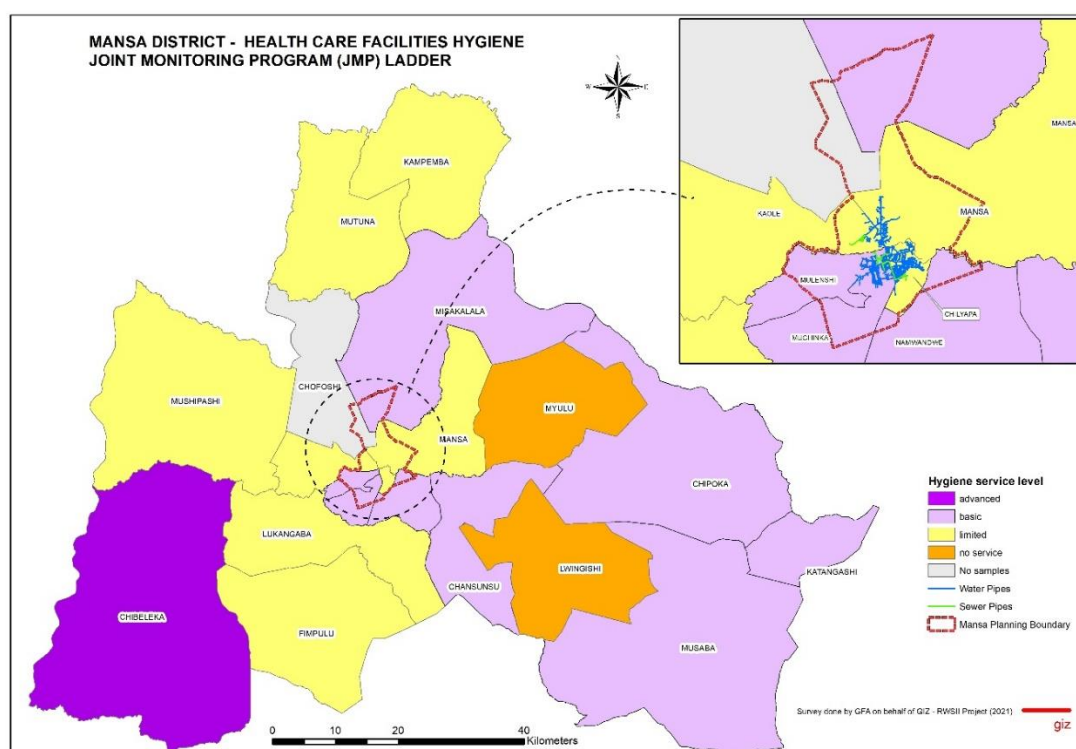 MANSA DISTRICT - HEALTH CARE FACILITIES HYGIENE
JOINT MONITORING PROGRAM (JMP) LADDER
N
W
E
S
KAMPEMBA
MUTUNA
MISAKALALA
CHOFOSHI
MUSHIPASHI
MANSA
MYULU
CHIPOKA
LUKANGABA
CHANSUNSU
LWINGISHI
KATANGASHI
CHIBELEKA
FIMPULU
MUSABA
MANSA
KAOLE
MANSA
MULENSHI
CHILYAPA
MUCHINKA
NAMWANDWE
Hygiene service level
advanced
basic
limited
no service
No samples
Water Pipes
Sewer Pipes
Mansa Planning Boundary
0 10 20 40
Kilometers
Survey done by GFA on behalf of GIZ - RWSII Project (2021)
giz